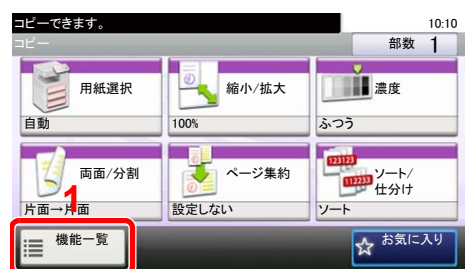 コピーできます。
10:10
コピー
部数 1
用紙選択
自動
縮小/拡大
100%
濃度
ふつう
両面/分割
片面→片面
1
ページ集約
設定しない
123123
112233
ソート/
仕分け
ソート
機能一覧
お気に入り